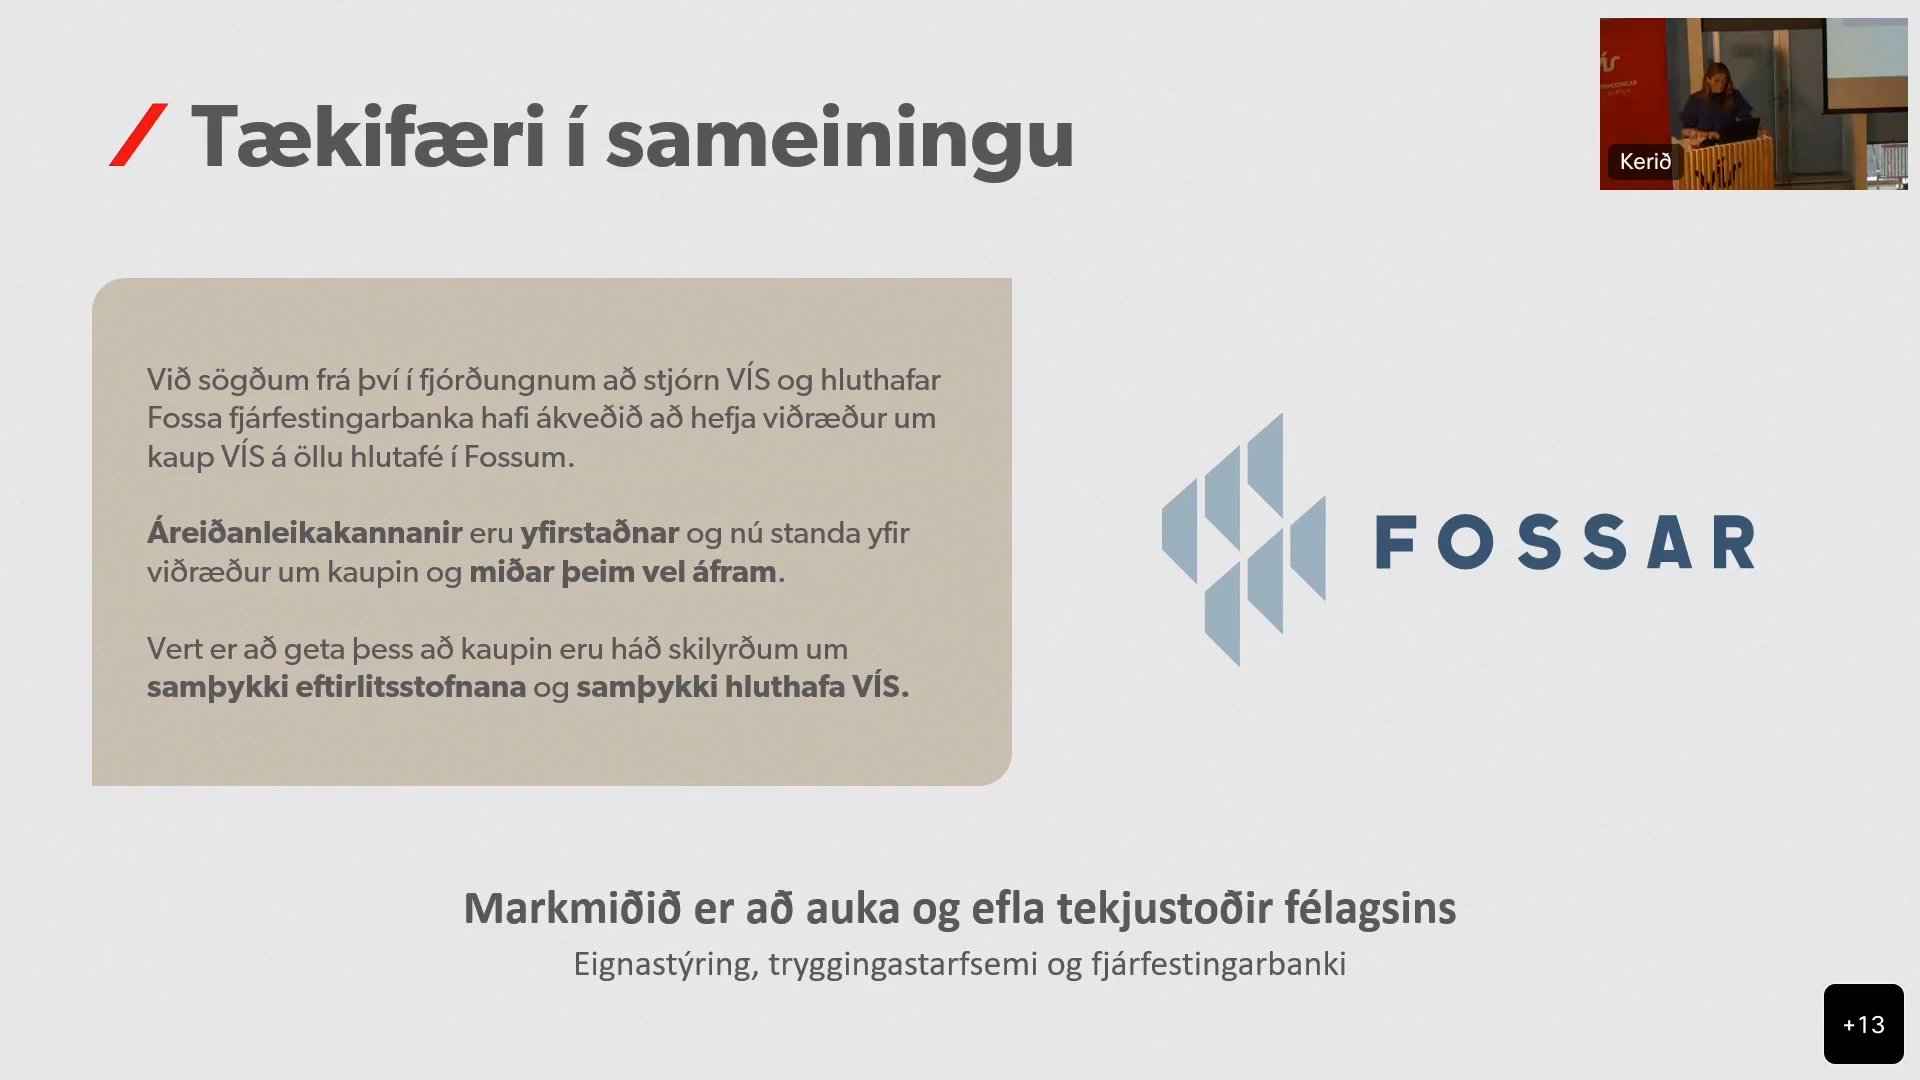 Tækifæri í sameiningu
Kerið
vís
Við sögðum frá því í fjórðungnum að stjórn VÍS og hluthafar
Fossa fjárfestingarbanka hafi ákveðið að hefja viðræður um
kaup VÍS á öllu hlutafé í Fossum.
Áreiðanleikakannanir eru yfirstaðnar og nú standa yfir
viðræður um kaupin og miðar þeim vel áfram.
Vert er að geta þess að kaupin eru háð skilyrðum um
samþykki eftirlitsstofnana og samþykki hluthafa VÍS.
FOSSAR
Markmiðið er að auka og efla tekjustoðir félagsins
Eignastýring, tryggingastarfsemi og fjárfestingarbanki
+13